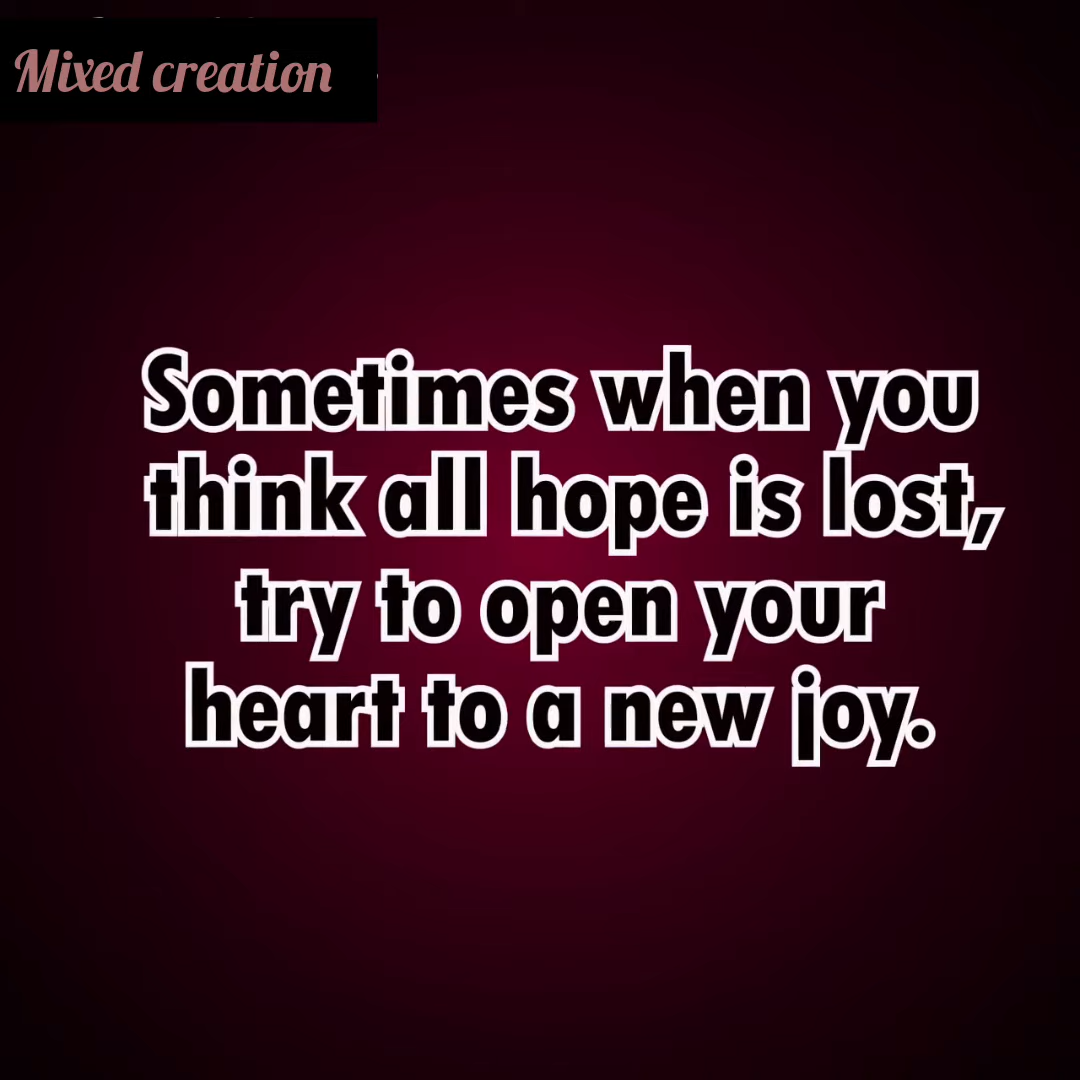 Mixed creation
Sometimes when you
think all hope is lost,
try to open your
heart to a new joy.